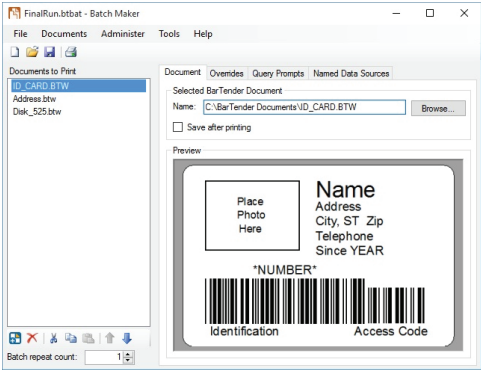 FinalRun.btbat - Batch Maker
File Documents Administer Tools Help
Documents to Print
ID_CARD.BTW
Address.btw
Disk_525.btw
Batch repeat count: 1
Document Overrides Query Prompts Named Data Sources
Selected BarTender Document
Name: C:\BarTender Documents\ID_CARD.BTW Browse...
Save after printing
Preview
Place
Photo
Here
Name
Address
City, ST Zip
Telephone
Since YEAR
*NUMBER*
Identification Access Code